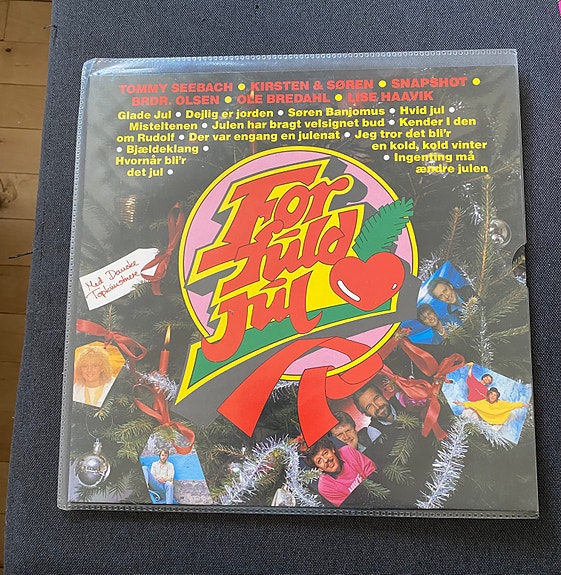 TOMMY SEEBACH • KIRSTEN & SØREN • SNAPSHOT •
BRDR. OLSEN • OLE BREDAHL • LISE HAAVIK
Glade Jul • Dejlig er jorden • Søren Banjomus • Hvid jul •
Misteltenen • Julen har bragt velsignet bud • Kender I den
om Rudolf • Der var engang en julenat • Jeg tror det bli'r
• Bjældeklang • en kold, kold vinter
Hvornår bli'r • Ingenting må
det jul • ændre julen
For
fuld
Jul
Med Danske
Topkunstnere